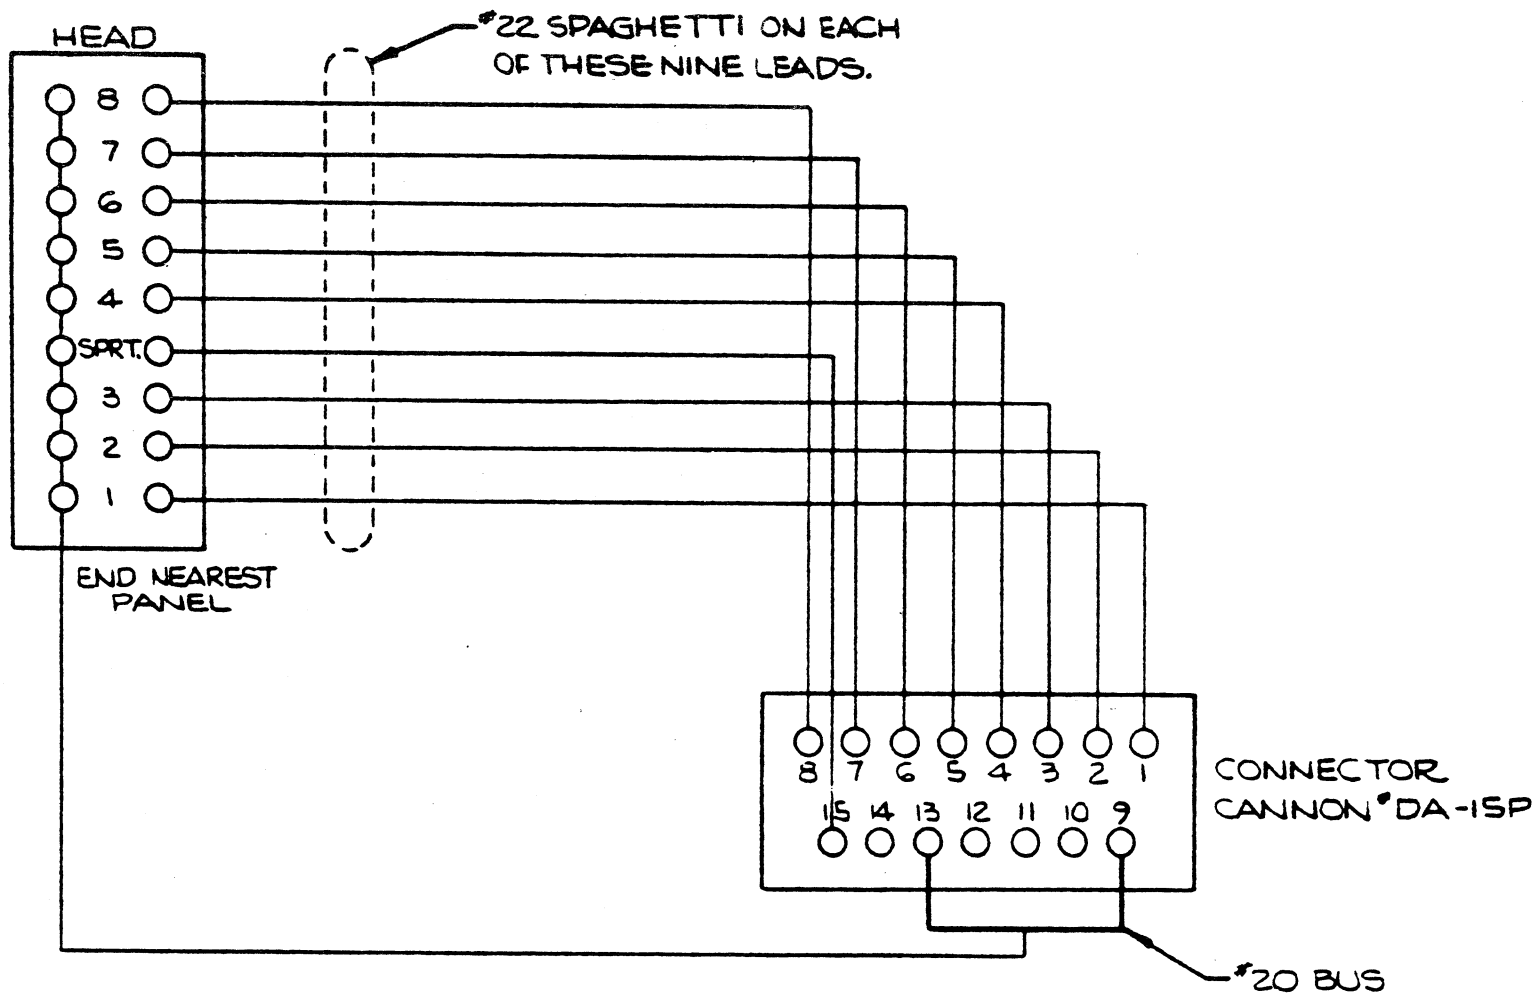 HEAD
#22 SPAGHETTI ON EACH
OF THESE NINE LEADS.
8
7
6
5
4
SPRT.
3
2
1
END NEAREST
PANEL
8 7 6 5 4 3 2 1
15 14 13 12 11 10 9
CONNECTOR
CANNON #DA-15P
#20 BUS